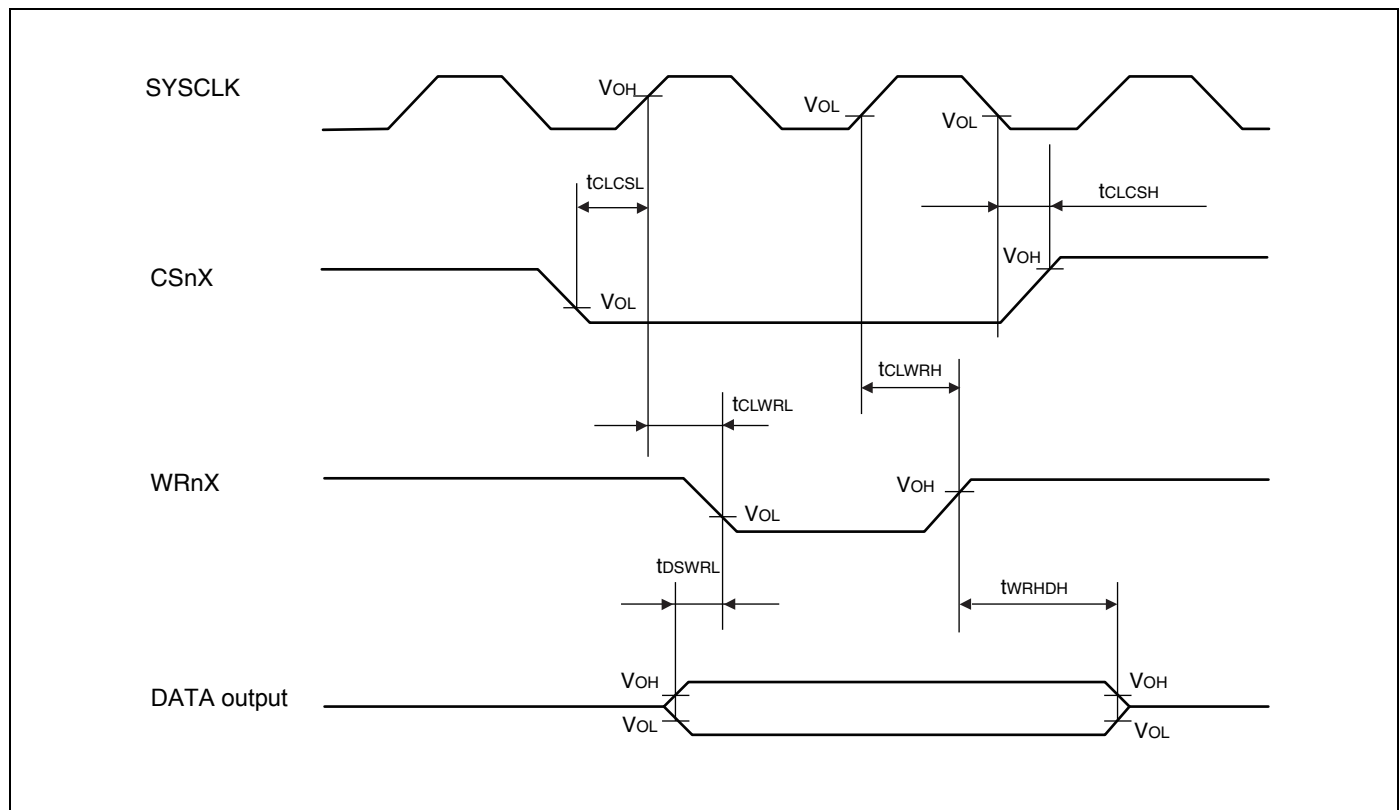 SYSCLK
VOH
VOL
VOL
tCLCSL
tCLCSH
CSnX
VOL
VOH
tCLWRH
tCLWRL
WRnX
VOL
VOH
tDSWRL
tWRHDH
DATA output
VOH
VOH
VOL
VOL